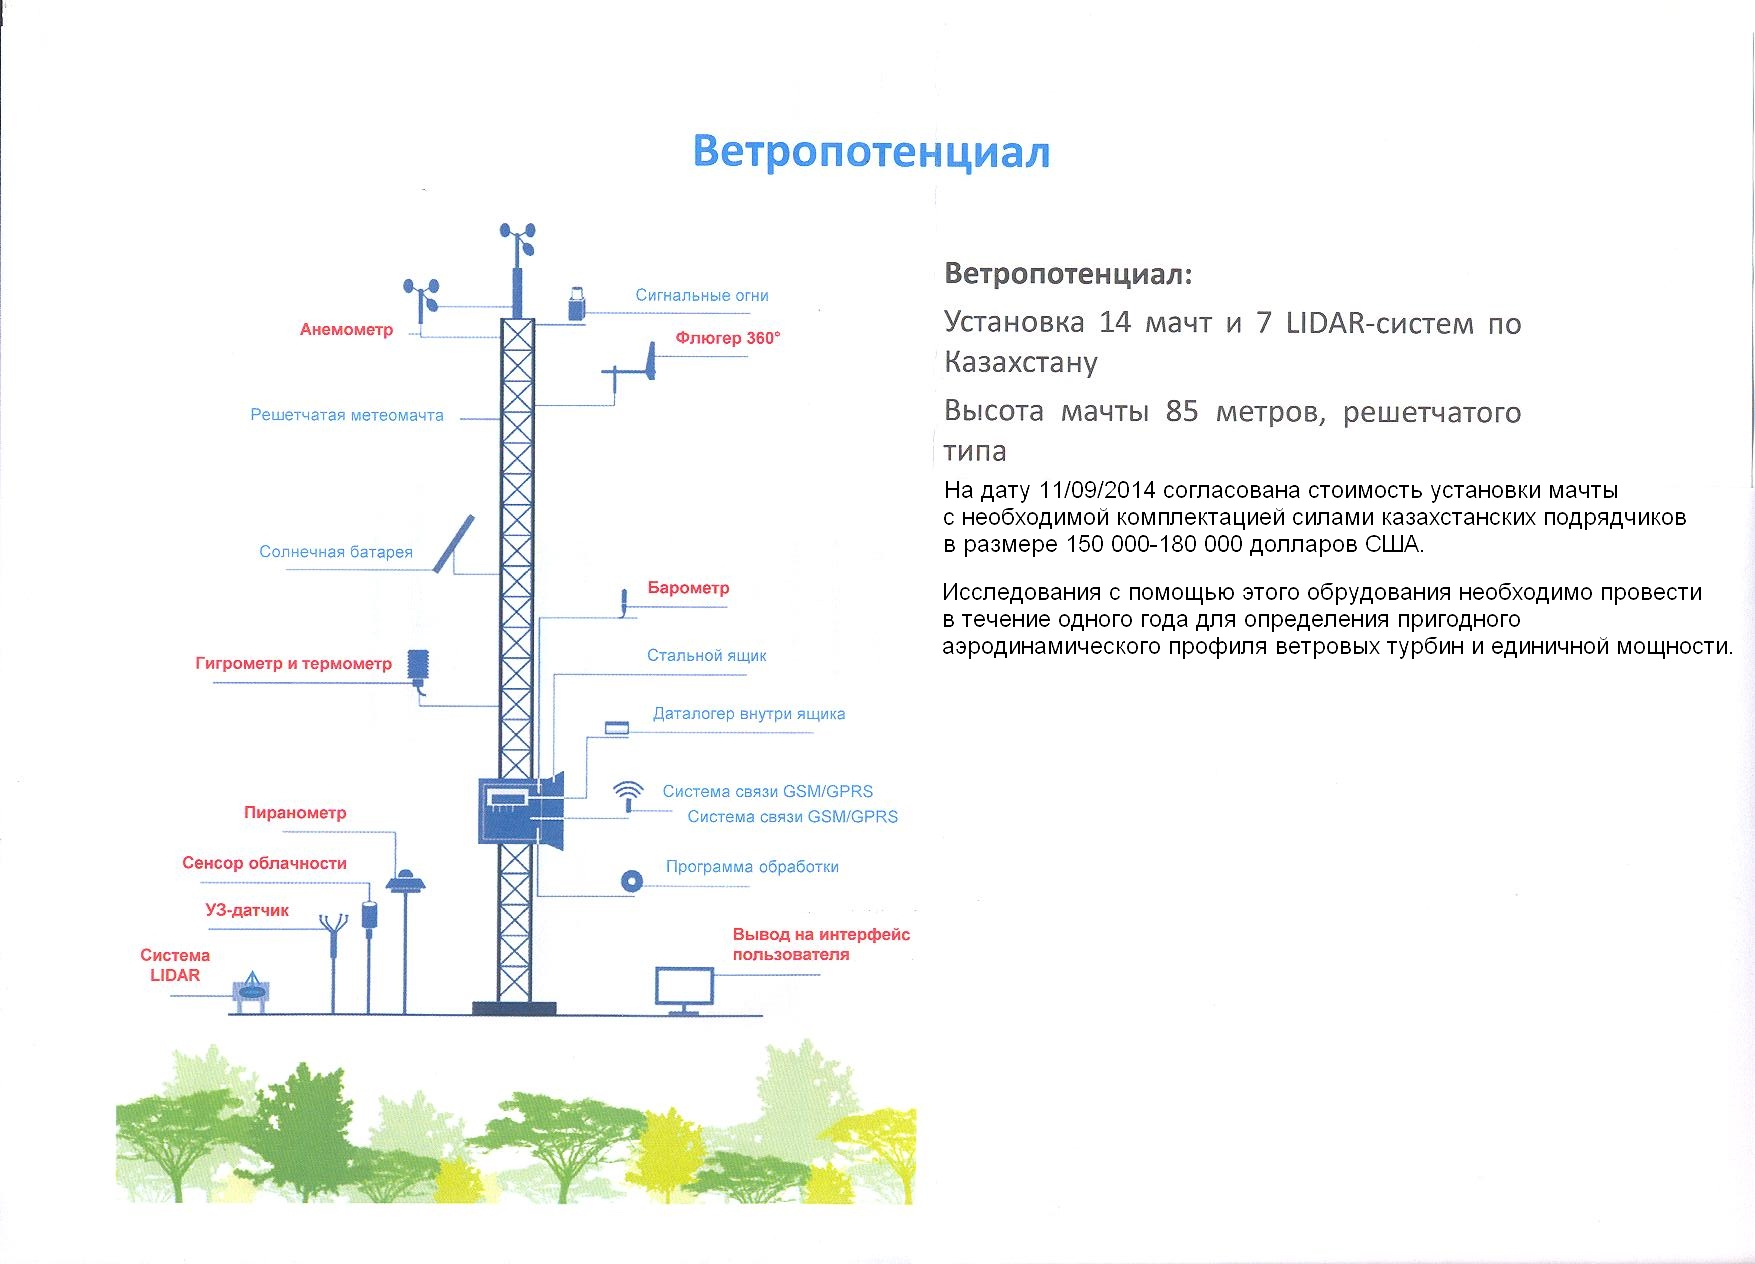 Ветропотенциал
Сигнальные огни
Анемометр
Флюгер 360°
Решетчатая метеомачта
Солнечная батарея
Барометр
Стальной ящик
Гигрометр и термометр
Даталогер внутри ящика
Система связи GSM/GPRS
Система связи GSM/GPRS
Пиранометр
Сенсор облачности
Программа обработки
УЗ-датчик
Вывод на интерфейс
пользователя
Система
LIDAR
Ветропотенциал:
Установка 14 мачт и 7 LIDAR-систем по
Казахстану
Высота мачты 85 метров, решетчатого
типа
На дату 11/09/2014 согласована стоимость установки мачты
с необходимой комплектацией силами казахстанских подрядчиков
в размере 150 000-180 000 долларов США.
Исследования с помощью этого обрудования необходимо провести
в течение одного года для определения пригодного
аэродинамического профиля ветровых турбин и единичной мощности.